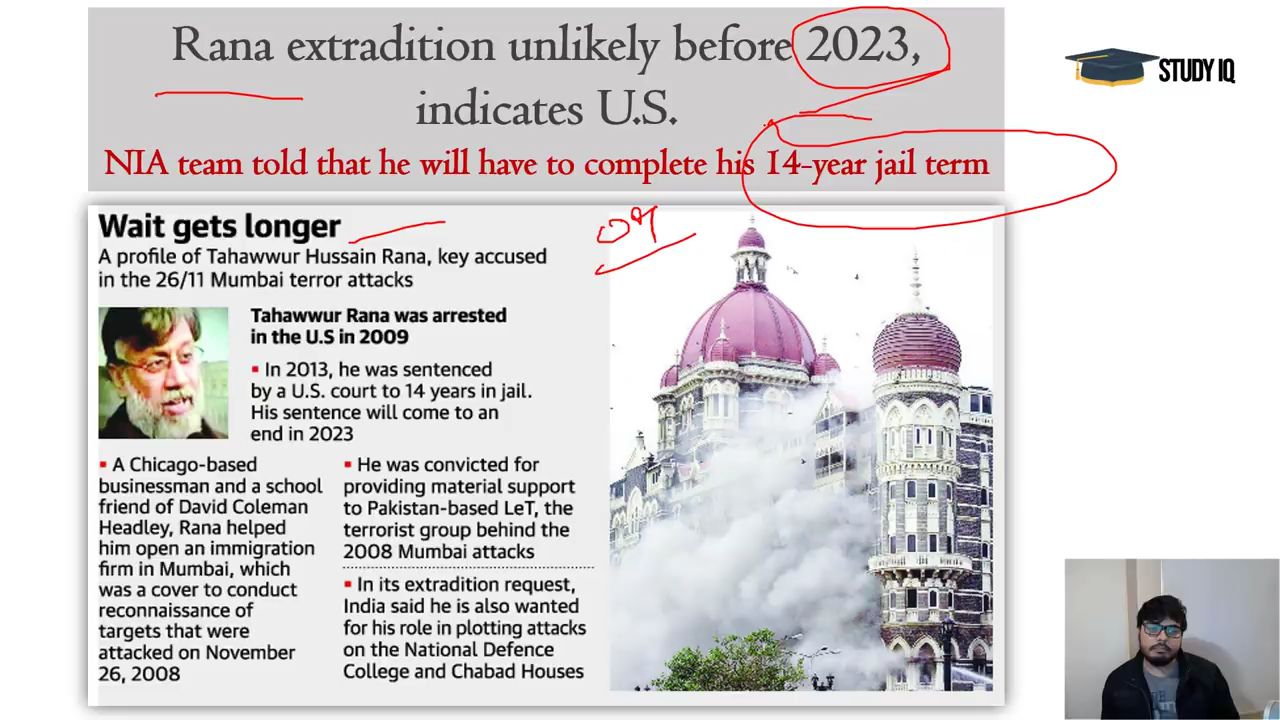 Rana extradition unlikely before 2023,
indicates U.S.
NIA team told that he will have to complete his 14-year jail term
STUDY IQ
Wait gets longer
A profile of Tahawwur Hussain Rana, key accused
in the 26/11 Mumbai terror attacks
Tahawwur Rana was arrested
in the U.S in 2009
▪ In 2013, he was sentenced
by a U.S. court to 14 years in jail.
His sentence will come to an
end in 2023
▪ A Chicago-based
businessman and a school
friend of David Coleman
Headley, Rana helped
him open an immigration
firm in Mumbai, which
was a cover to conduct
reconnaissance of
targets that were
attacked on November
26, 2008
▪ He was convicted for
providing material support
to Pakistan-based LeT, the
terrorist group behind the
2008 Mumbai attacks
▪ In its extradition request,
India said he is also wanted
for his role in plotting attacks
on the National Defence
College and Chabad Houses